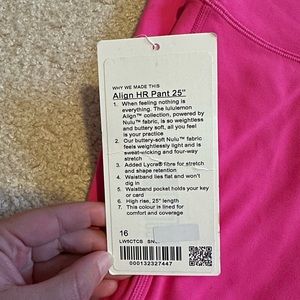 WHY WE MADE THIS
Align HR Pant 25"
1. When feeling nothing is
everything. The lululemon
Align™ collection, powered by
Nulu™ fabric, is so weightless
and buttery soft, all you feel
is your practice
2. Our buttery-soft Nulu™ fabric
feels weightlessly light and is
sweat-wicking and four-way
stretch
3. Added Lycra® fibre for stretch
and shape retention
4. Waistband lies flat and won't
dig in
5. Waistband pocket holds your key
or card
6. High rise, 25" length
7. This colour is lined for
comfort and coverage
16
LW5CTCS
000132327447